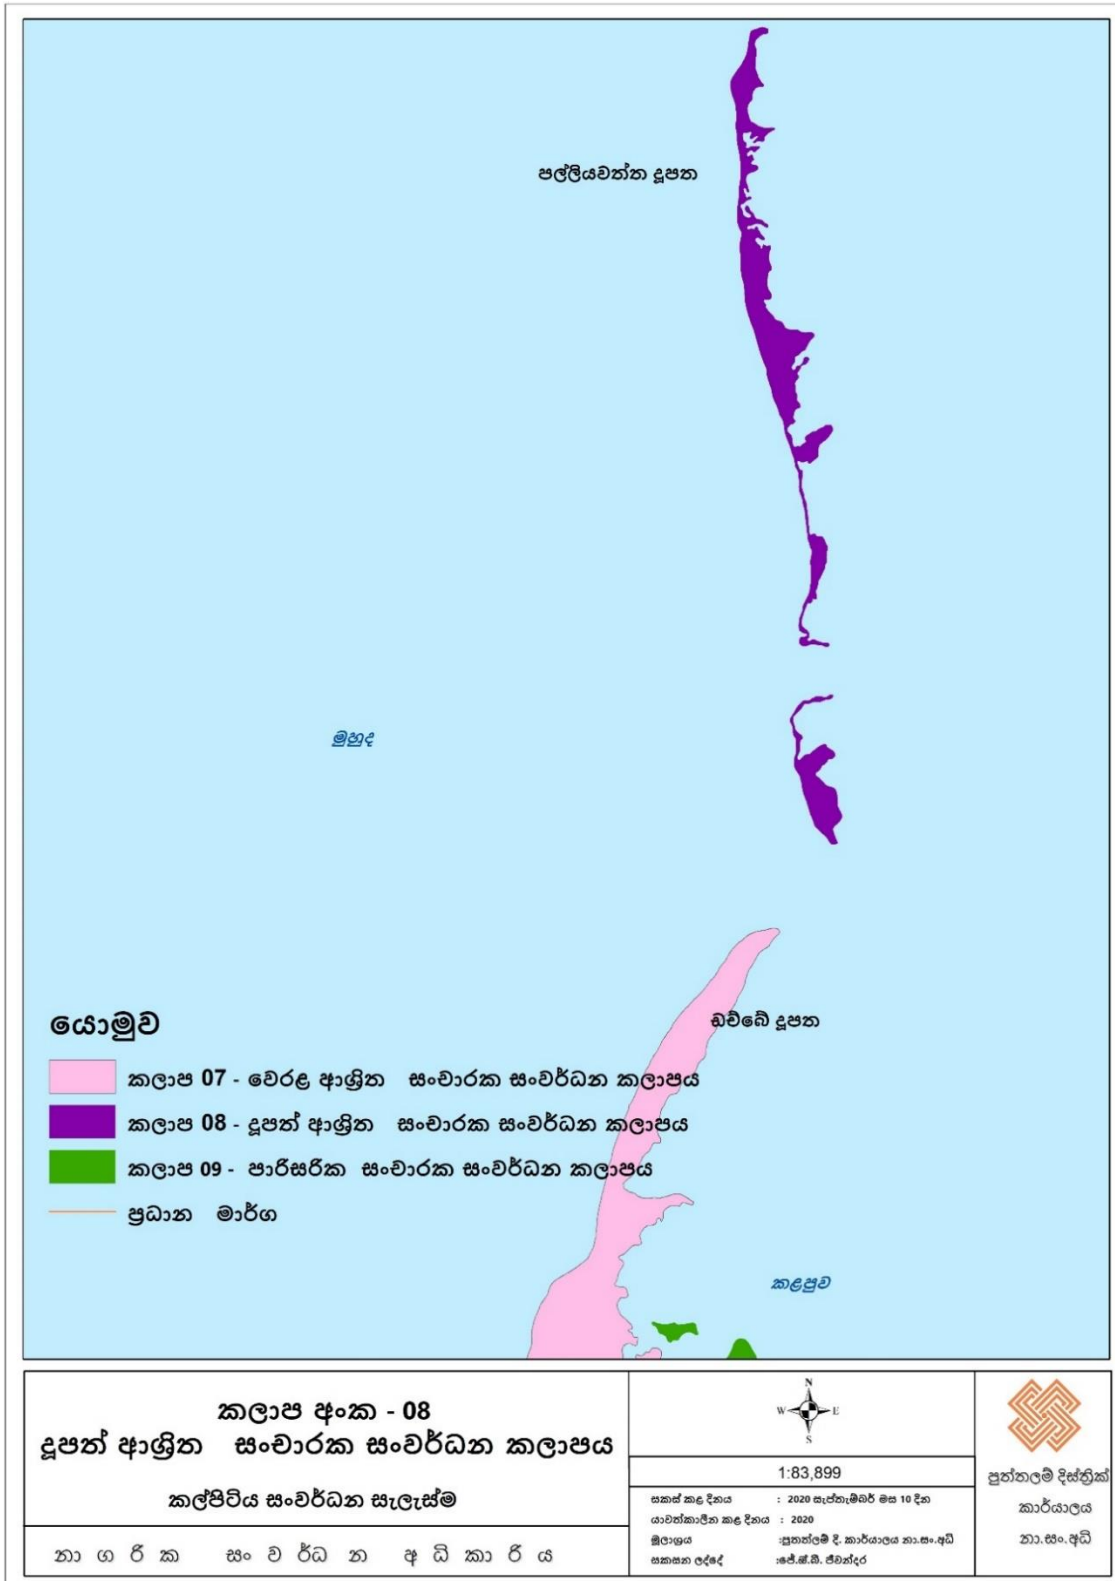 පල්ලියවත්ත දූපත
මුහුද
ඩච්බේ දූපත
යොමුව
කලාප 07 - වෙරළ ආශ්‍රිත සංචාරක සංවර්ධන කලාපය
කලාප 08 - දූපත් ආශ්‍රිත සංචාරක සංවර්ධන කලාපය
කලාප 09 - පාරිසරික සංචාරක සංවර්ධන කලාපය
ප්‍රධාන මාර්ග
කළපුව
කලාප අංක - 08
දූපත් ආශ්‍රිත සංචාරක සංවර්ධන කලාපය
කල්පිටිය සංවර්ධන සැලැස්ම
නාගරික සංවර්ධන අධිකාරිය
N
W E
S
1:83,899
සකස් කළ දිනය : 2020 සැප්තැම්බර් මස 10 දින
යාවත්කාලීන කළ දිනය : 2020
මූලාශ්‍රය :පුත්තලම් දි. කාර්යාලය නා.සං.අධි
සකසන ලද්දේ
පුත්තලම් දිස්ත්‍රික්
කාර්යාලය
නා.සං.අධි